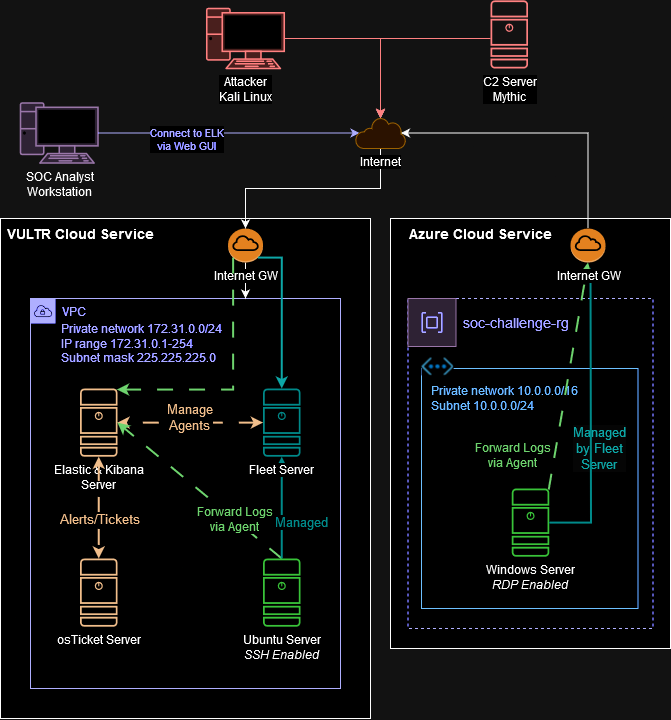 Attacker
Kali Linux
C2 Server
Mythic
Connect to ELK
via Web GUI
SOC Analyst
Workstation
Internet
VULTR Cloud Service
Internet GW
VPC
Private network 172.31.0.0/24
IP range 172.31.0.1-254
Subnet mask 225.225.225.0
Manage
Agents
Elastic & Kibana
Server
Fleet Server
Alerts/Tickets
Forward Logs
via Agent
Managed
osTicket Server
Ubuntu Server
SSH Enabled
Azure Cloud Service
Internet GW
soc-challenge-rg
Private network 10.0.0.0/16
Subnet 10.0.0.0/24
Forward Logs
via Agent
Managed
by Fleet
Server
Windows Server
RDP Enabled